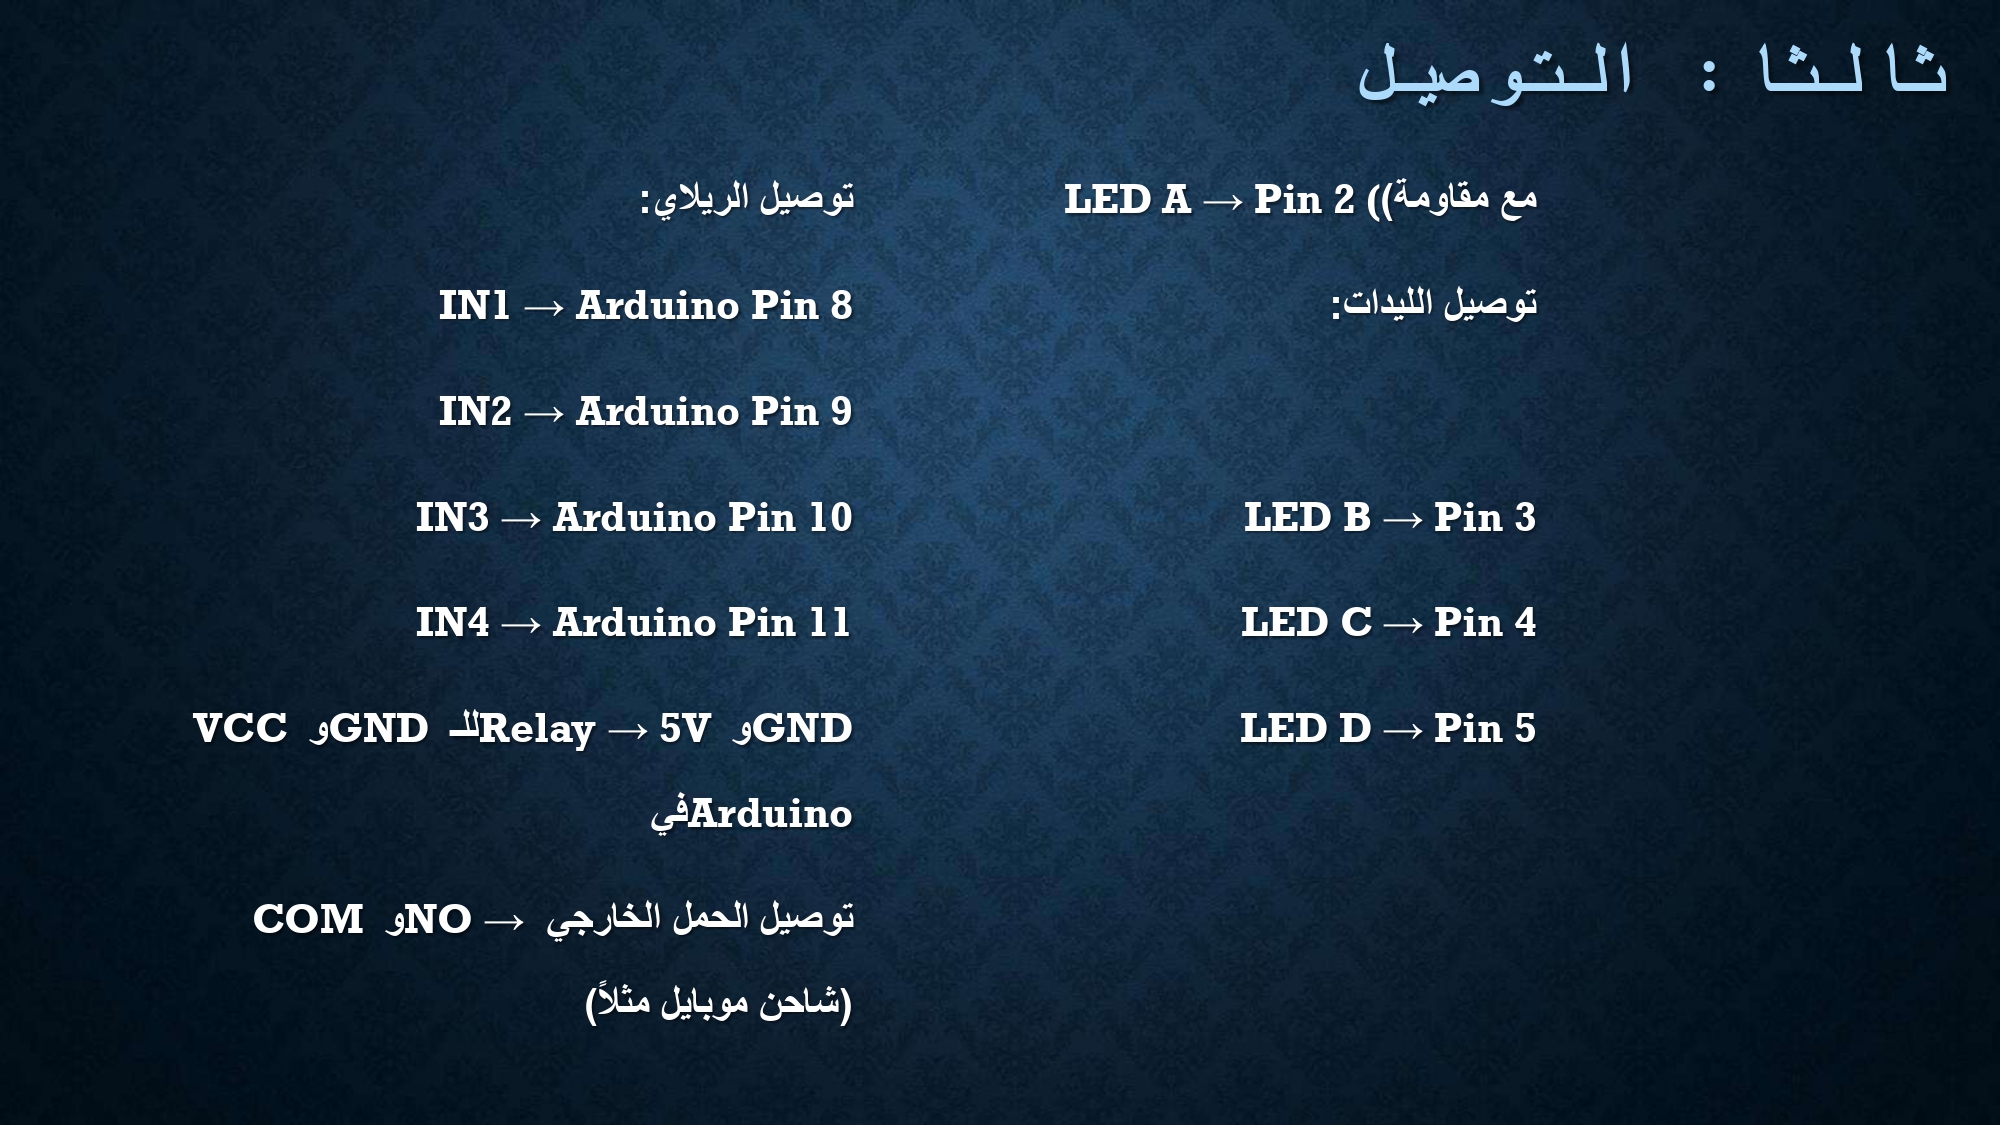 ثالثا : التوصيل
LED A → Pin 2 ((مع مقاومة
توصيل الليدات:
LED B → Pin 3
LED C → Pin 4
LED D → Pin 5
توصيل الريلاي:
IN1 → Arduino Pin 8
IN2 → Arduino Pin 9
IN3 → Arduino Pin 10
IN4 → Arduino Pin 11
VCC وGND للـRelay → 5V وGND
فيArduino
توصيل الحمل الخارجي → COM وNO
(شاحن موبايل مثلاً)